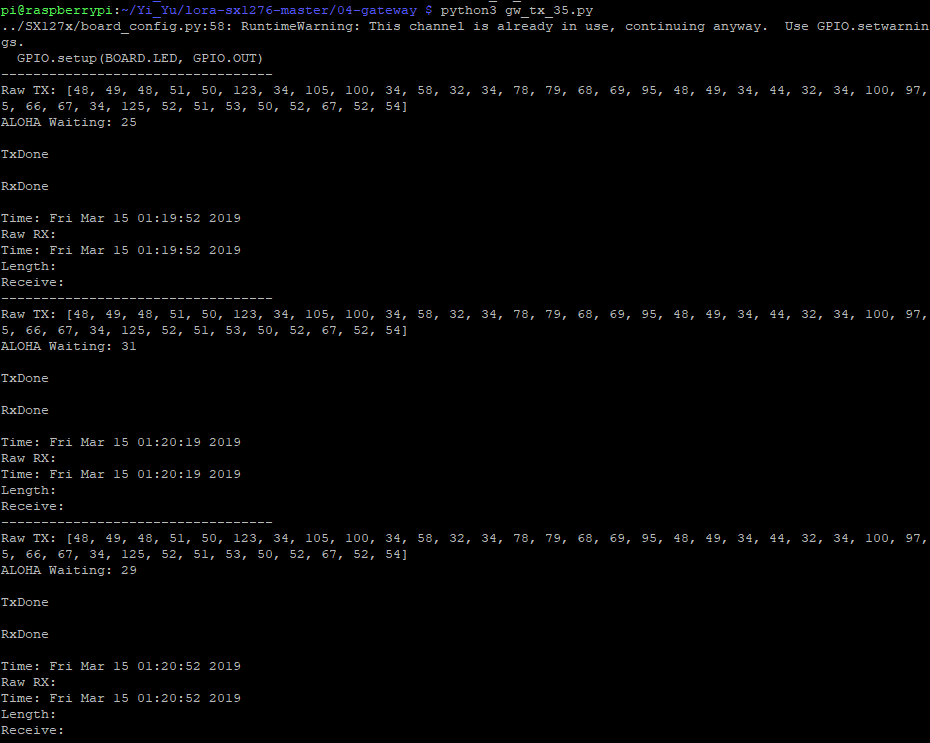 pi@raspberrypi:~/Yi_Yu/lora-sx1276-master/04-gateway $ python3 gw_tx_35.py
../SX127x/board_config.py:58: RuntimeWarning: This channel is already in use, continuing anyway.  Use GPIO.setwarnin
gs.
  GPIO.setup(BOARD.LED, GPIO.OUT)
----------------------------------
Raw TX: [48, 49, 48, 51, 50, 123, 34, 105, 100, 34, 58, 32, 34, 78, 79, 68, 69, 95, 48, 49, 34, 44, 32, 34, 100, 97,
5, 66, 67, 34, 125, 52, 51, 53, 50, 52, 67, 52, 54]
ALOHA Waiting: 25
TxDone
RxDone
Time: Fri Mar 15 01:19:52 2019
Raw RX:
Time: Fri Mar 15 01:19:52 2019
Length:
Receive:
----------------------------------
Raw TX: [48, 49, 48, 51, 50, 123, 34, 105, 100, 34, 58, 32, 34, 78, 79, 68, 69, 95, 48, 49, 34, 44, 32, 34, 100, 97,
5, 66, 67, 34, 125, 52, 51, 53, 50, 52, 67, 52, 54]
ALOHA Waiting: 31
TxDone
RxDone
Time: Fri Mar 15 01:20:19 2019
Raw RX:
Time: Fri Mar 15 01:20:19 2019
Length:
Receive:
----------------------------------
Raw TX: [48, 49, 48, 51, 50, 123, 34, 105, 100, 34, 58, 32, 34, 78, 79, 68, 69, 95, 48, 49, 34, 44, 32, 34, 100, 97,
5, 66, 67, 34, 125, 52, 51, 53, 50, 52, 67, 52, 54]
ALOHA Waiting: 29
TxDone
RxDone
Time: Fri Mar 15 01:20:52 2019
Raw RX:
Time: Fri Mar 15 01:20:52 2019
Length:
Receive: